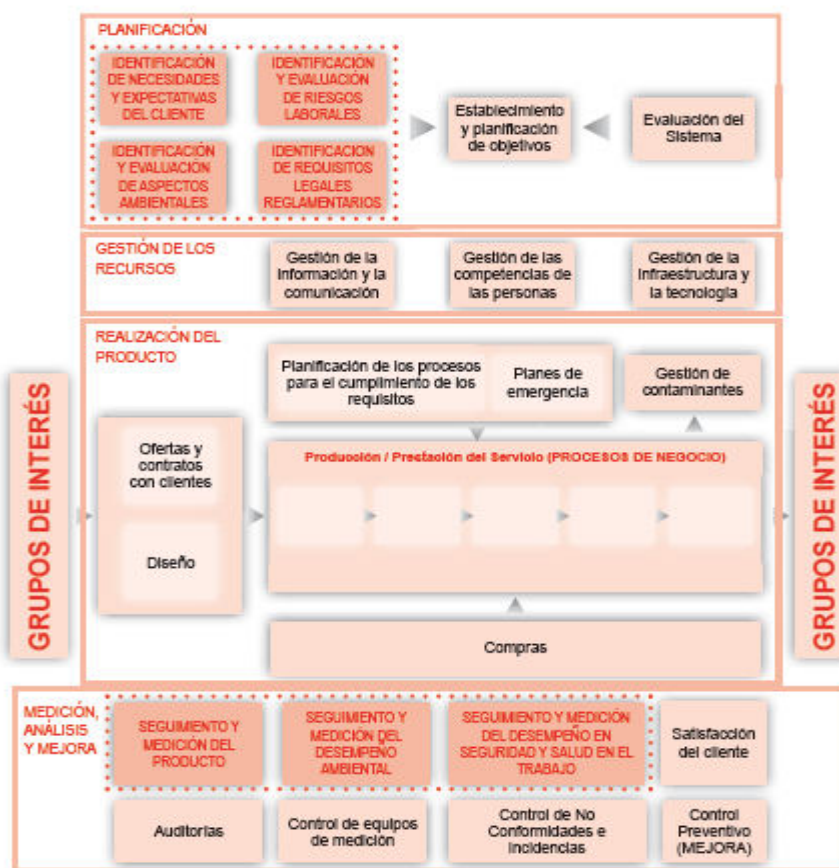 PLANIFICACIÓN
IDENTIFICACIÓN
DE NECESIDADES
Y EXPECTATIVAS
DEL CLIENTE
IDENTIFICACIÓN
Y EVALUACIÓN
DE RIESGOS
LABORALES
IDENTIFICACIÓN
Y EVALUACIÓN
DE ASPECTOS
AMBIENTALES
IDENTIFICACION
DE REQUISITOS
LEGALES
REGLAMENTARIOS
Establecimiento
y planificación
de objetivos
Evaluación del
Sistema
GESTIÓN DE LOS
RECURSOS
Gestión de la
información y la
comunicación
Gestión de las
competencias de
las personas
Gestión de la
infraestructura y
la tecnología
REALIZACIÓN DEL
PRODUCTO
Planificación de los procesos
para el cumplimiento de los
requisitos
Planes de
emergencia
Gestión de
contaminantes
GRUPOS DE INTERÉS
Ofertas y
contratos
con clientes
Diseño
Producción / Prestación del Servicio (PROCESOS DE NEGOCIO)
Compras
GRUPOS DE INTERÉS
MEDICIÓN,
ANÁLISIS
Y MEJORA
SEGUIMIENTO Y
MEDICIÓN DEL
PRODUCTO
SEGUIMIENTO Y
MEDICIÓN DEL
DESEMPEÑO
AMBIENTAL
SEGUIMIENTO Y MEDICIÓN
DEL DESEMPEÑO EN
SEGURIDAD Y SALUD EN EL
TRABAJO
Satisfacción
del cliente
Auditorías
Control de equipos
de medición
Control de No
Conformidades e
Incidencias
Control
Preventivo
(MEJORA)